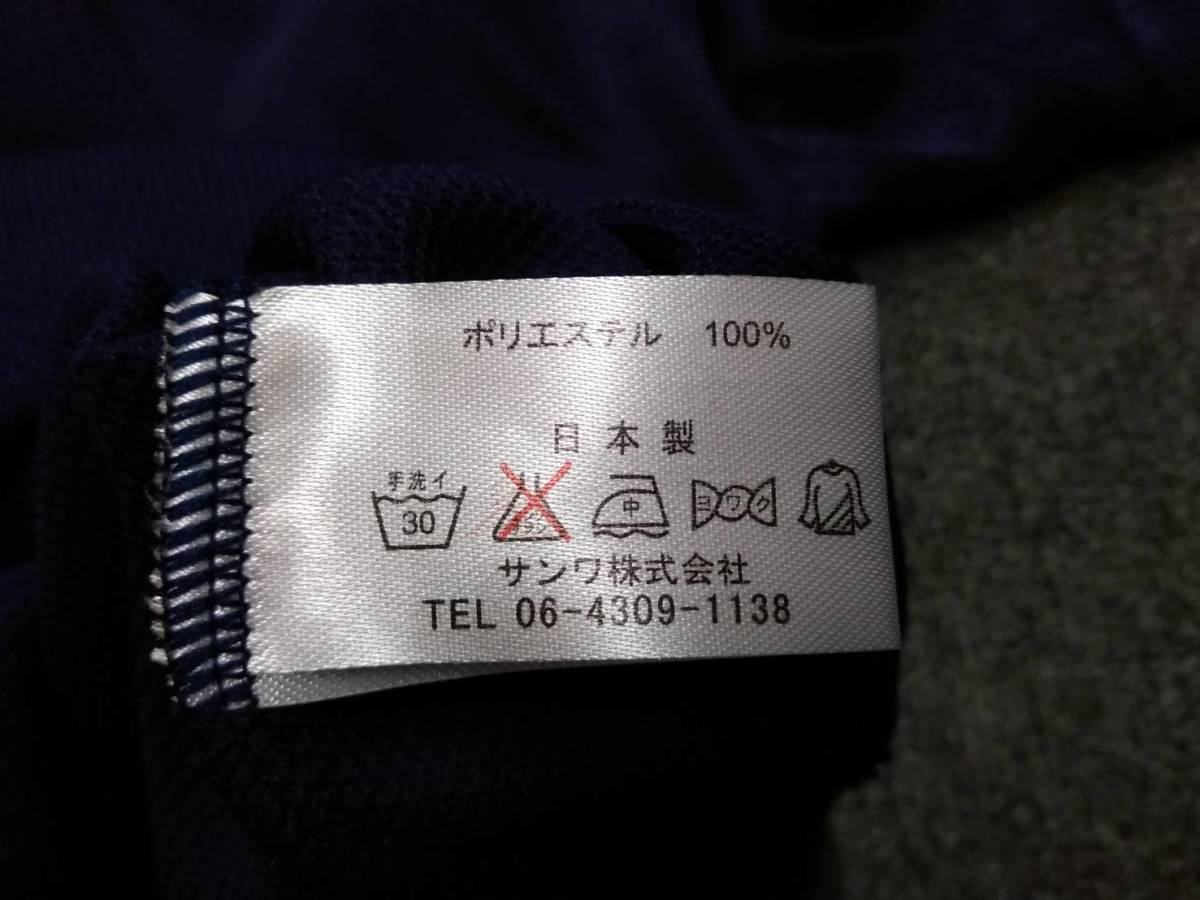 ポリエステル 100%
日本製
手洗イ
30
中
ヨワク
サンワ株式会社
TEL 06-4309-1138